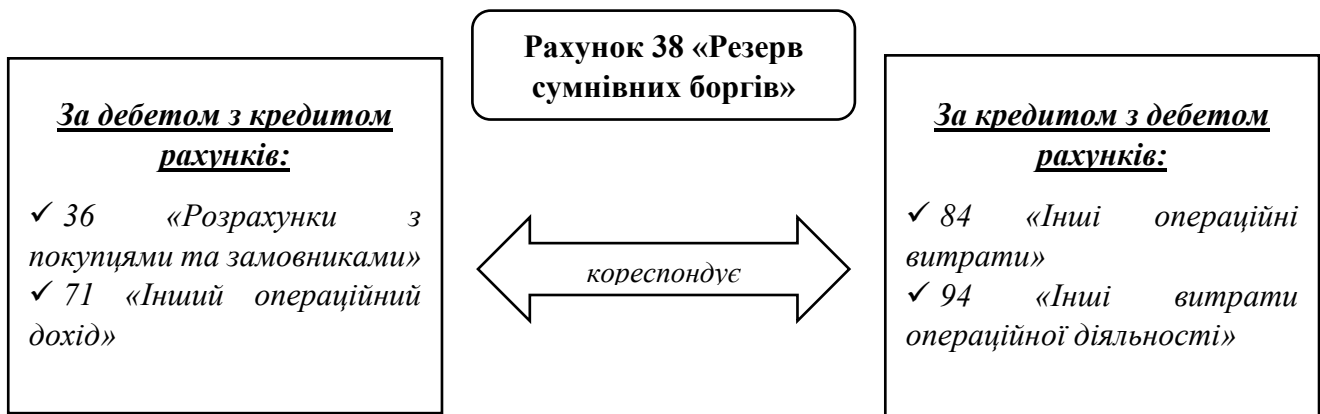 Рахунок 38 «Резерв
сумнівних боргів»
За дебетом з кредитом
рахунків:
✓ 36 «Розрахунки з
покупцями та замовниками»
✓ 71 «Інший операційний
дохід»
кореспондує
За кредитом з дебетом
рахунків:
✓ 84 «Інші операційні
витрати»
✓ 94 «Інші витрати
операційної діяльності»